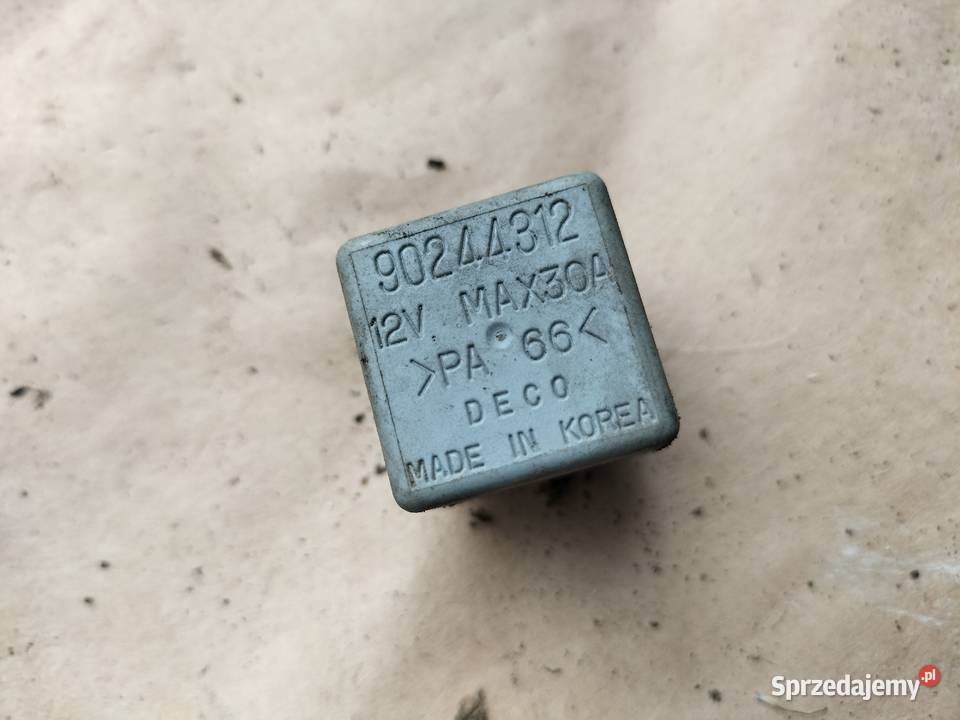 90244312
12V MAX30A
>PA 66<
DECO
MADE IN KOREA
Sprzedajemy.pl